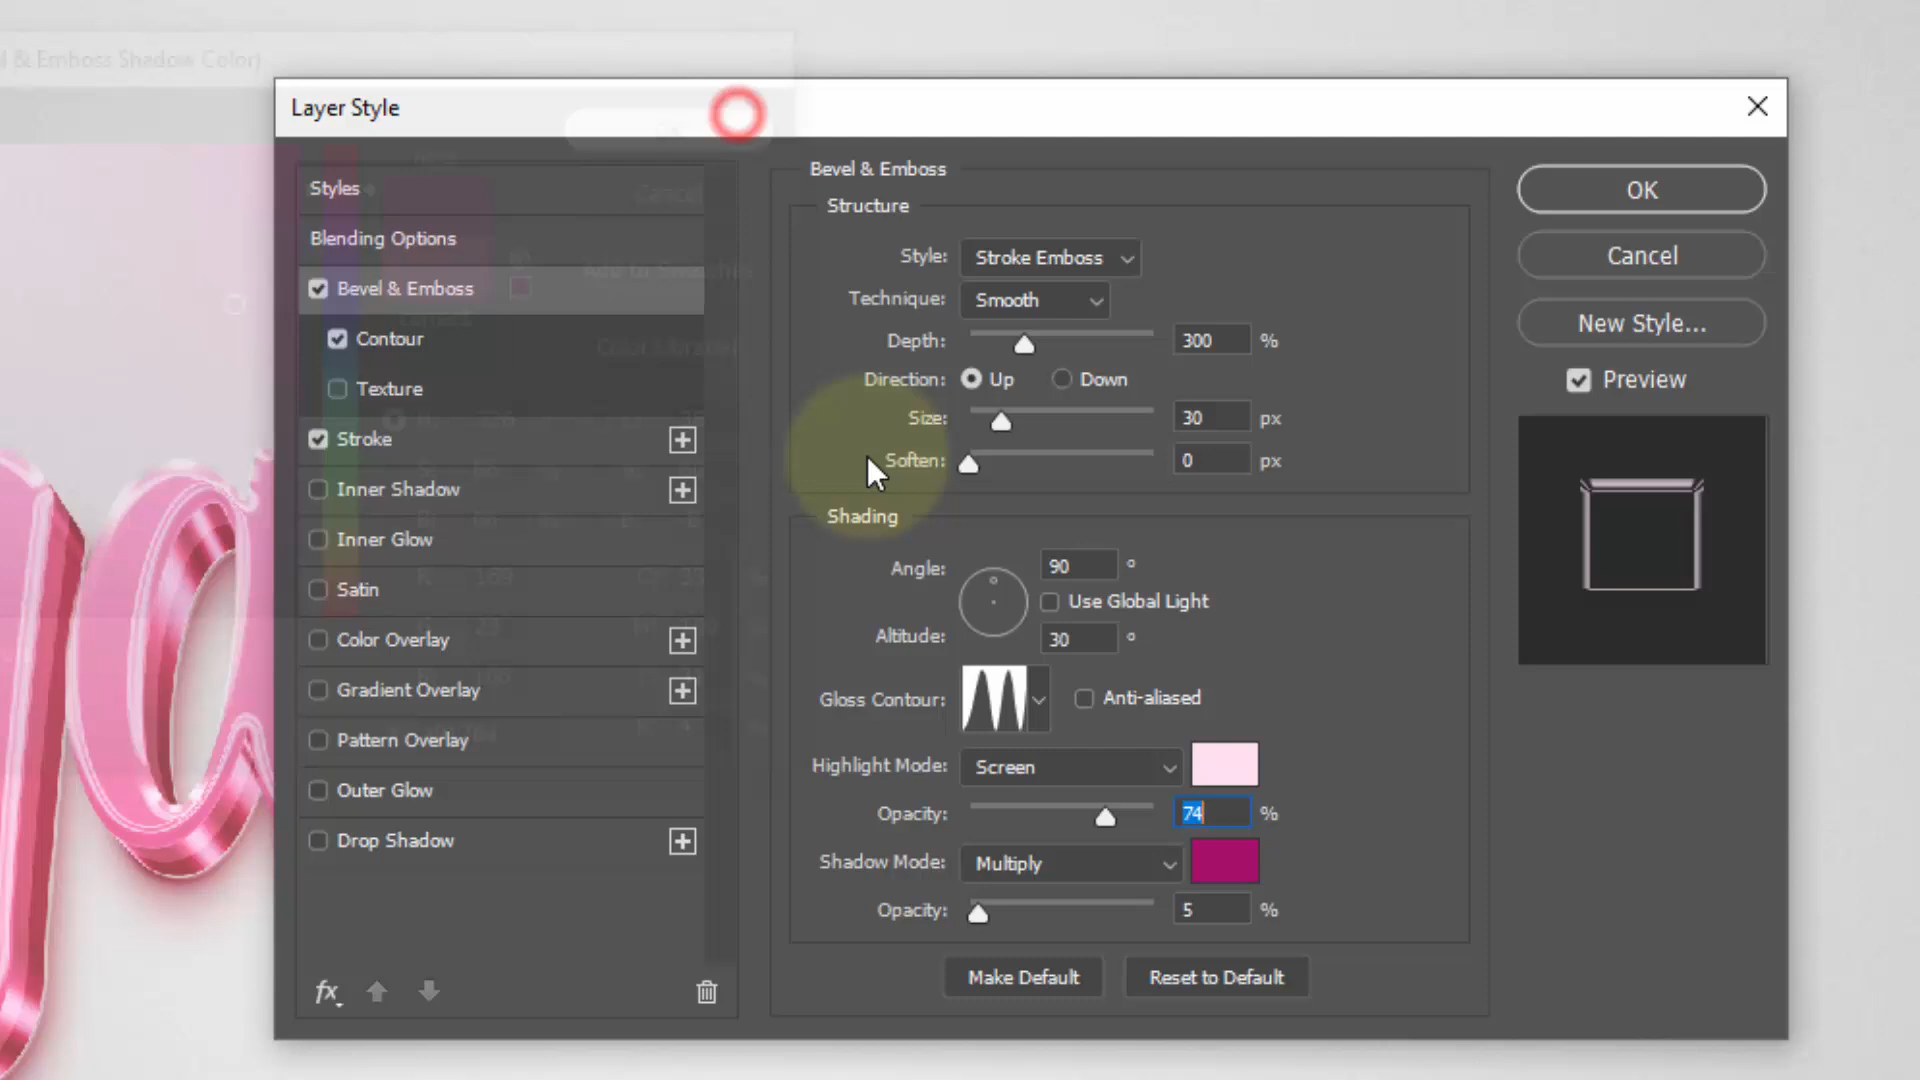 & Emboss Shadow Color)
Layer Style
Styles
Blending Options
Bevel & Emboss
Contour
Texture
Stroke
Inner Shadow
Inner Glow
Satin
Color Overlay
Gradient Overlay
Pattern Overlay
Outer Glow
Drop Shadow
fx
Bevel & Emboss
Structure
Style: Stroke Emboss
Technique: Smooth
Depth: 300 %
Direction: Up Down
Size: 30 px
Soften: 0 px
Shading
Angle: 90 °
Use Global Light
Altitude: 30 °
Gloss Contour: Anti-aliased
Highlight Mode: Screen
Opacity: 74 %
Shadow Mode: Multiply
Opacity: 5 %
Make Default Reset to Default
OK
Cancel
New Style...
Preview